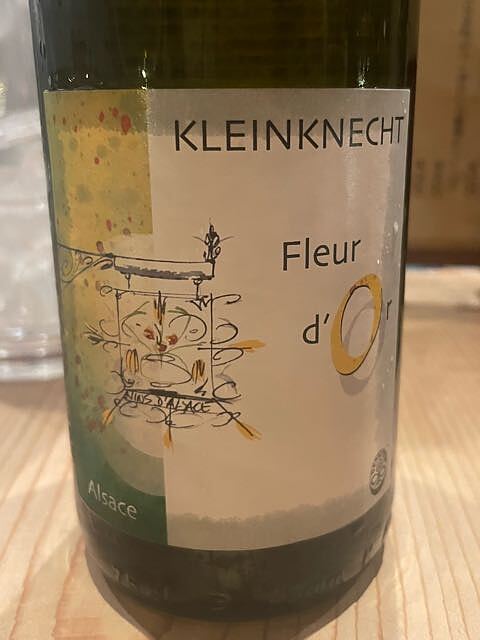 KLEINKNECHT
Fleur
d'Or
VINS D'ALSACE
Alsace